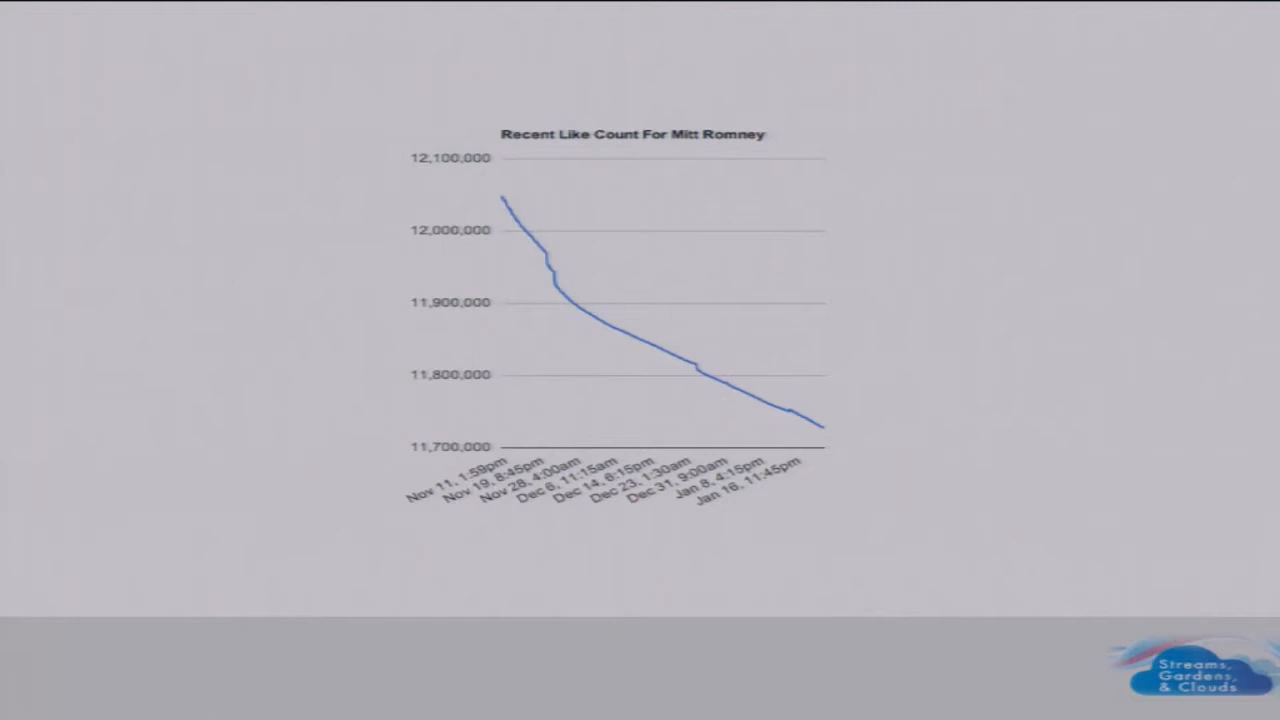 Recent Like Count For Mitt Romney
12,100,000
12,000,000
11,900,000
11,800,000
11,700,000
Nov 11, 1:59pm
Nov 19, 8:45pm
Nov 28, 4:00am
Dec 6, 11:15am
Dec 14, 6:15pm
Dec 23, 1:30am
Dec 31, 9:00am
Jan 8, 4:15pm
Jan 16, 11:45pm
Streams,
Gardens,
& Clouds